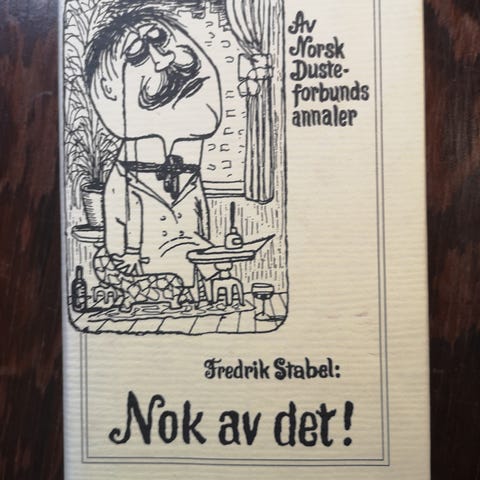 Av
Norsk
Duste-
forbunds
annaler
Fredrik Stabel:
Nok av det!